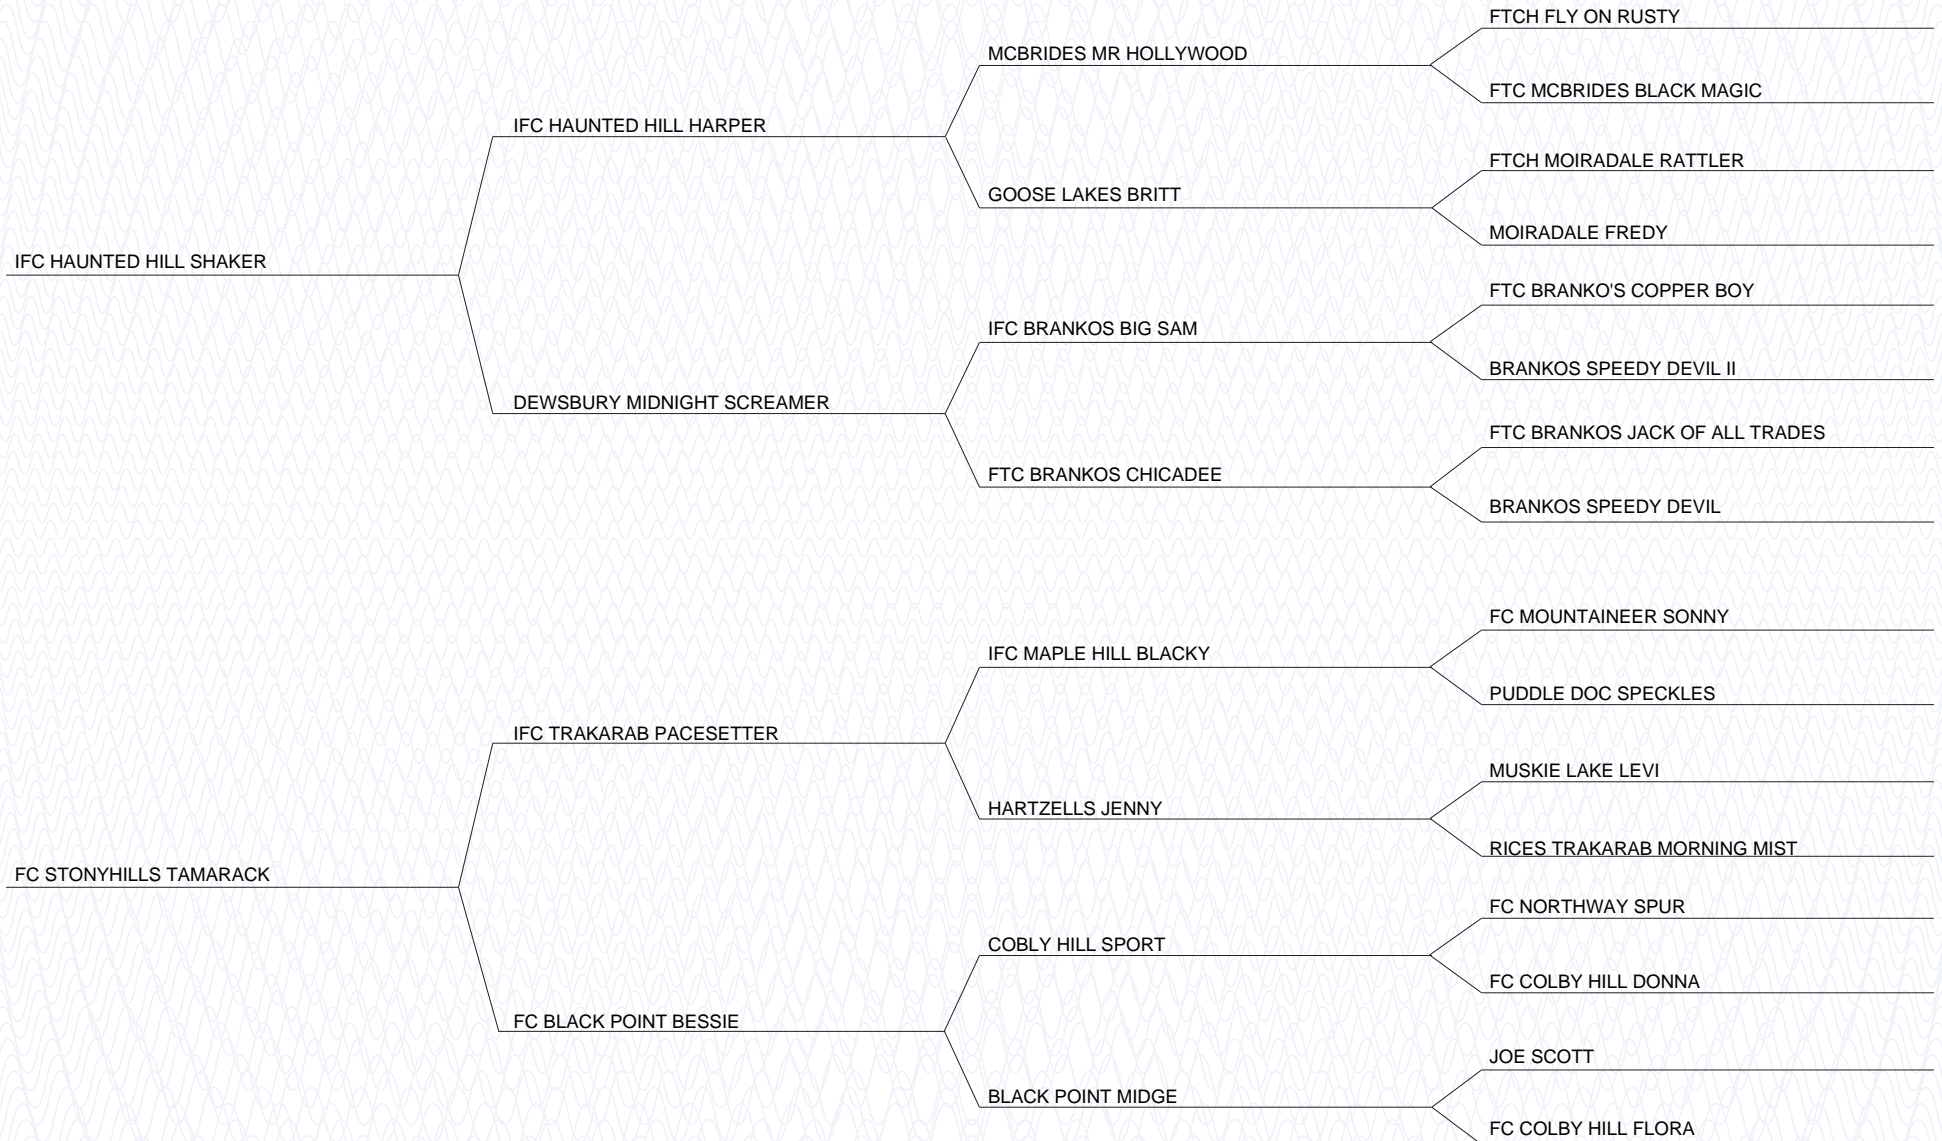 FTCH FLY ON RUSTY
MCBRIDES MR HOLLYWOOD
FTC MCBRIDES BLACK MAGIC
IFC HAUNTED HILL HARPER
FTCH MOIRADALE RATTLER
GOOSE LAKES BRITT
MOIRADALE FREDY
IFC HAUNTED HILL SHAKER
FTC BRANKO'S COPPER BOY
IFC BRANKOS BIG SAM
BRANKOS SPEEDY DEVIL II
DEWSBURY MIDNIGHT SCREAMER
FTC BRANKOS JACK OF ALL TRADES
FTC BRANKOS CHICADEE
BRANKOS SPEEDY DEVIL
FC MOUNTAINEER SONNY
IFC MAPLE HILL BLACKY
PUDDLE DOC SPECKLES
IFC TRAKARAB PACESETTER
MUSKIE LAKE LEVI
HARTZELLS JENNY
RICES TRAKARAB MORNING MIST
FC STONYHILLS TAMARACK
FC NORTHWAY SPUR
COBLY HILL SPORT
FC COLBY HILL DONNA
FC BLACK POINT BESSIE
JOE SCOTT
BLACK POINT MIDGE
FC COLBY HILL FLORA